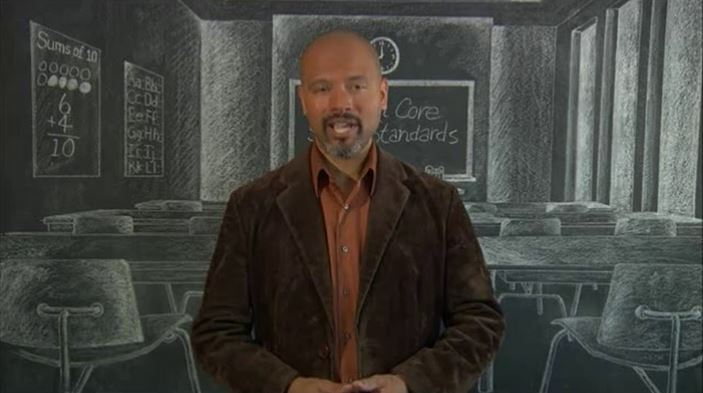 Sums of 10
6
+4
10
Aa Bb
Cc Dd
Ee Ff
Gg Hh
Ii Jj
Kk Ll
Core
Standards